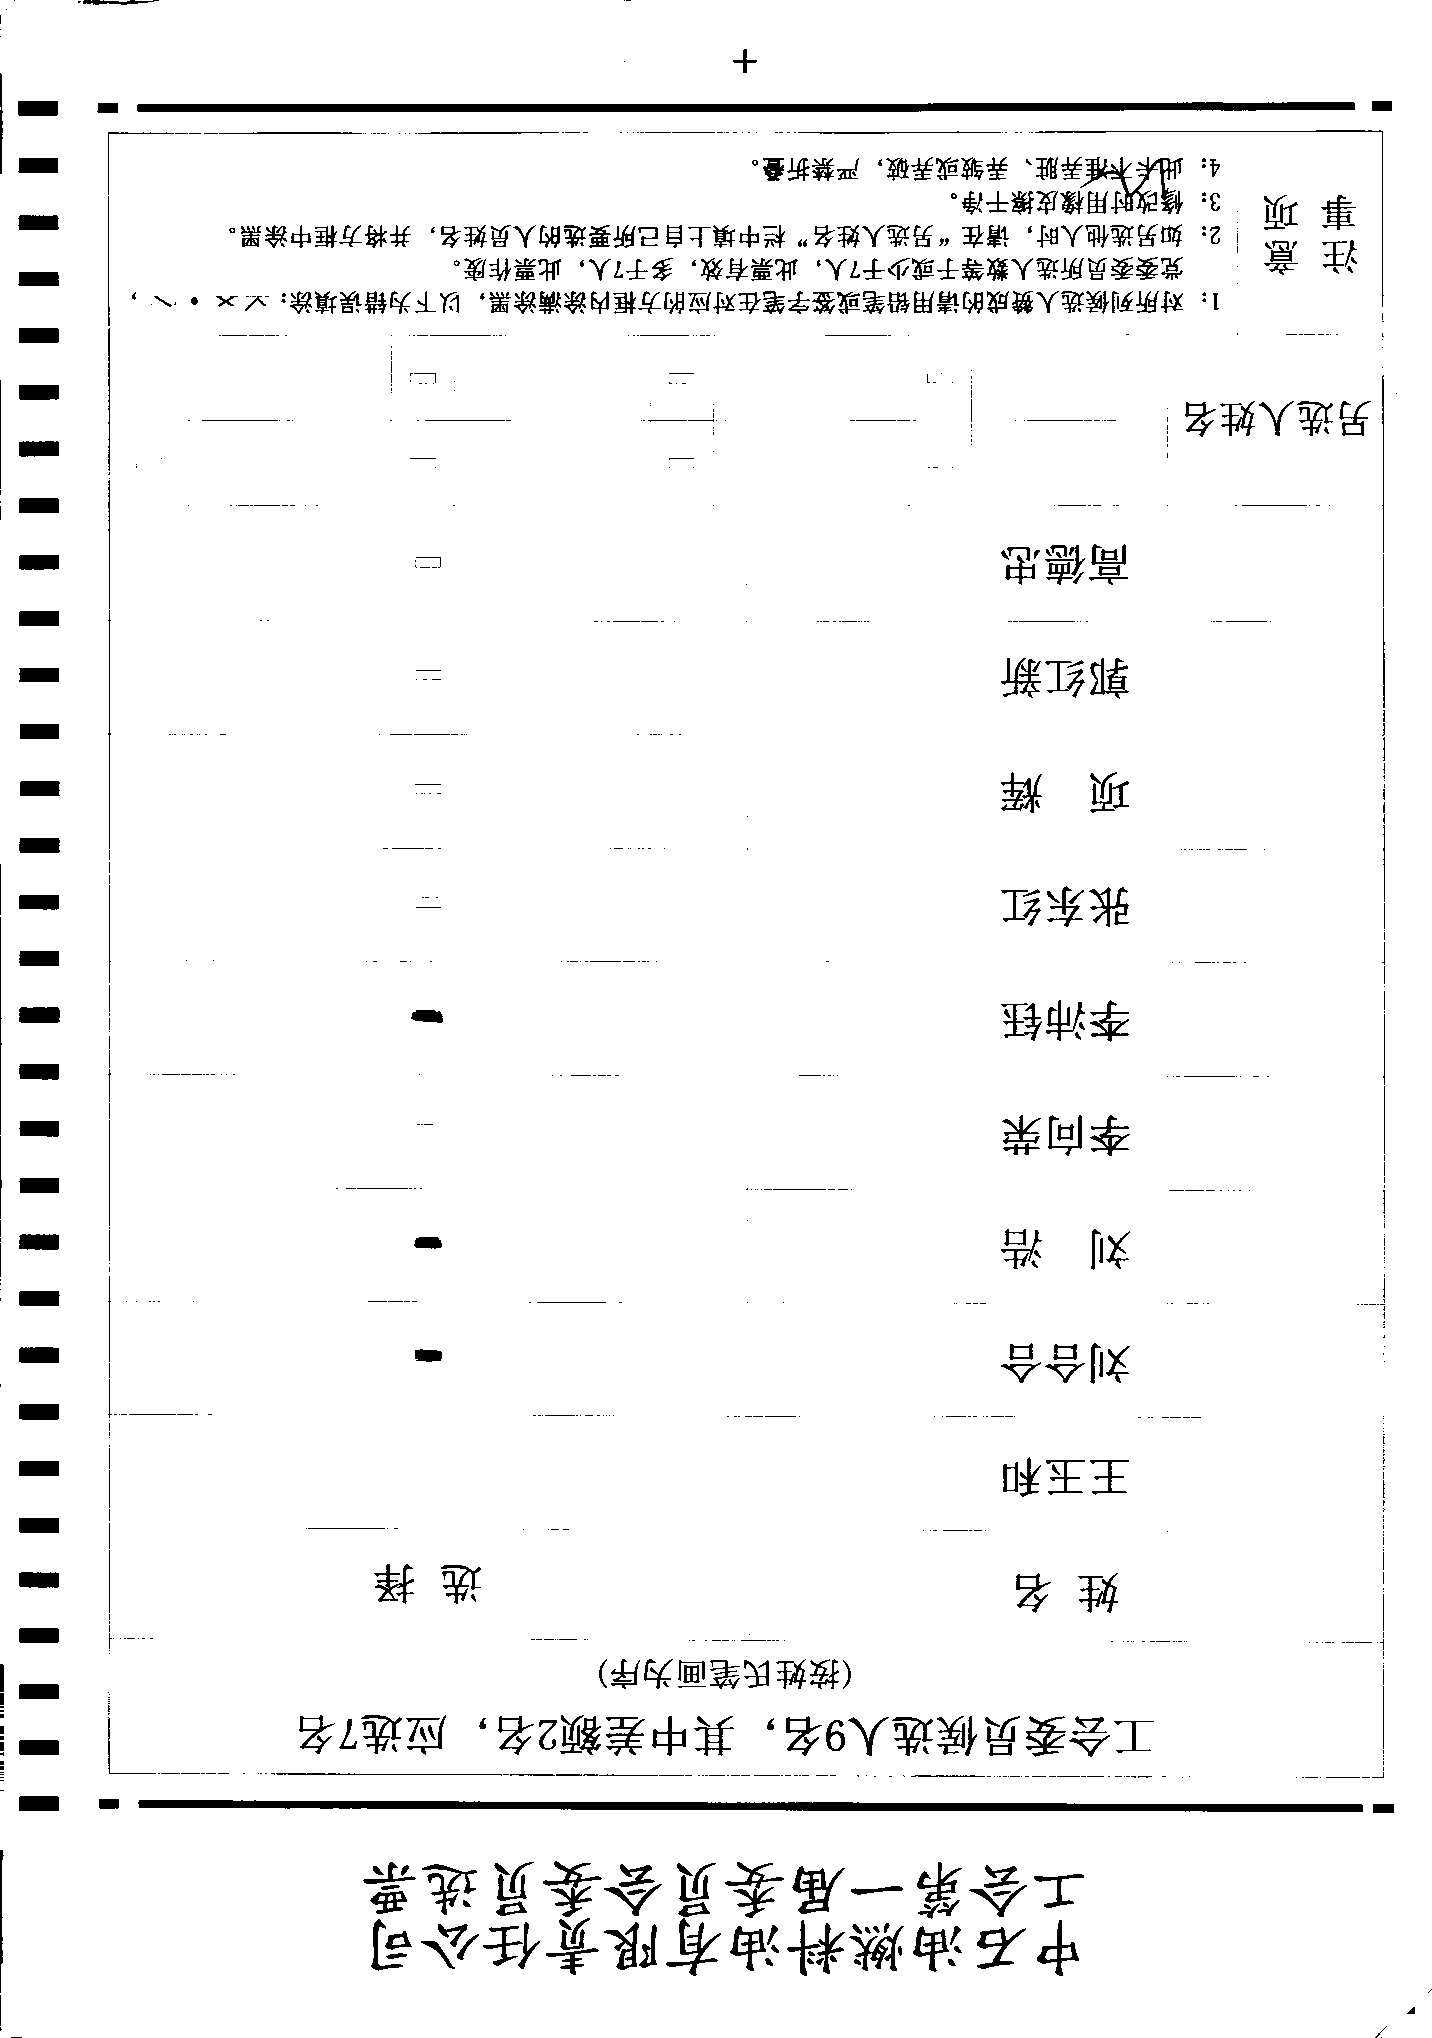 中石油燃料油有限责任公司
工会第一届委员会委员选票
工会委员候选人9名，其中差额2名，应选7名
(按姓氏笔画为序)
姓 名 选 择
王玉和
刘合合
刘 浩
李向荣
李沛钰
张东红
项 辉
郭红新
高德忠
另选人姓名
注 意
事 项
1: 对所列候选人赞成的请用铅笔或签字笔在对应的方框内涂满涂黑，以下为错误填涂:
党委委员所选人数等于或少于7人，此票有效，多于7人，此票作废。
2: 如另选他人时，请在“另选人姓名”栏中填上自己所要选的人员姓名，并将方框中涂黑。
3: 修改时用橡皮擦干净。
4: 此卡不准弄脏、弄皱或弄破，严禁折叠。